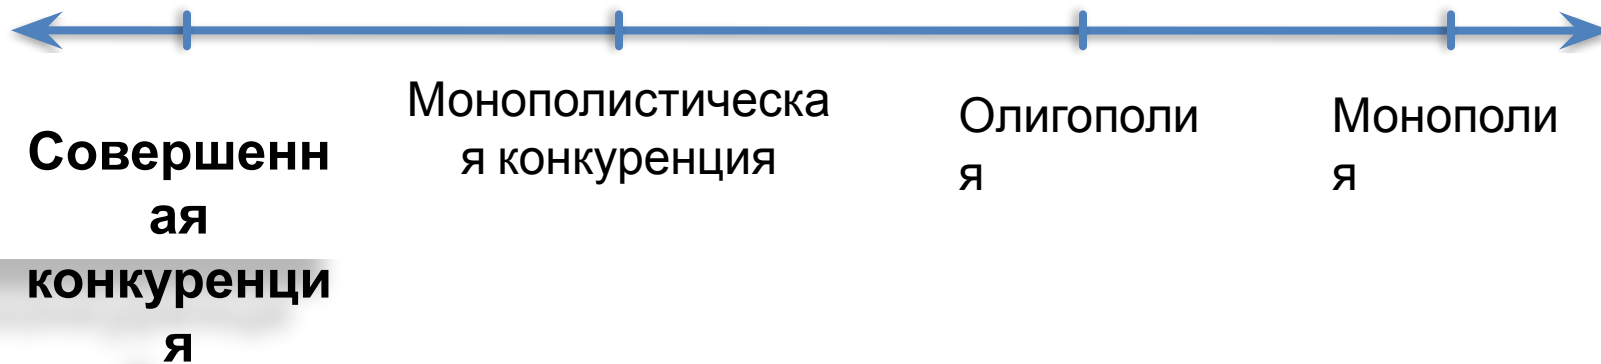 Совершенн
ая
конкуренци
я
Монополистическа
я конкуренция
Олигополи
я
Монополи
я